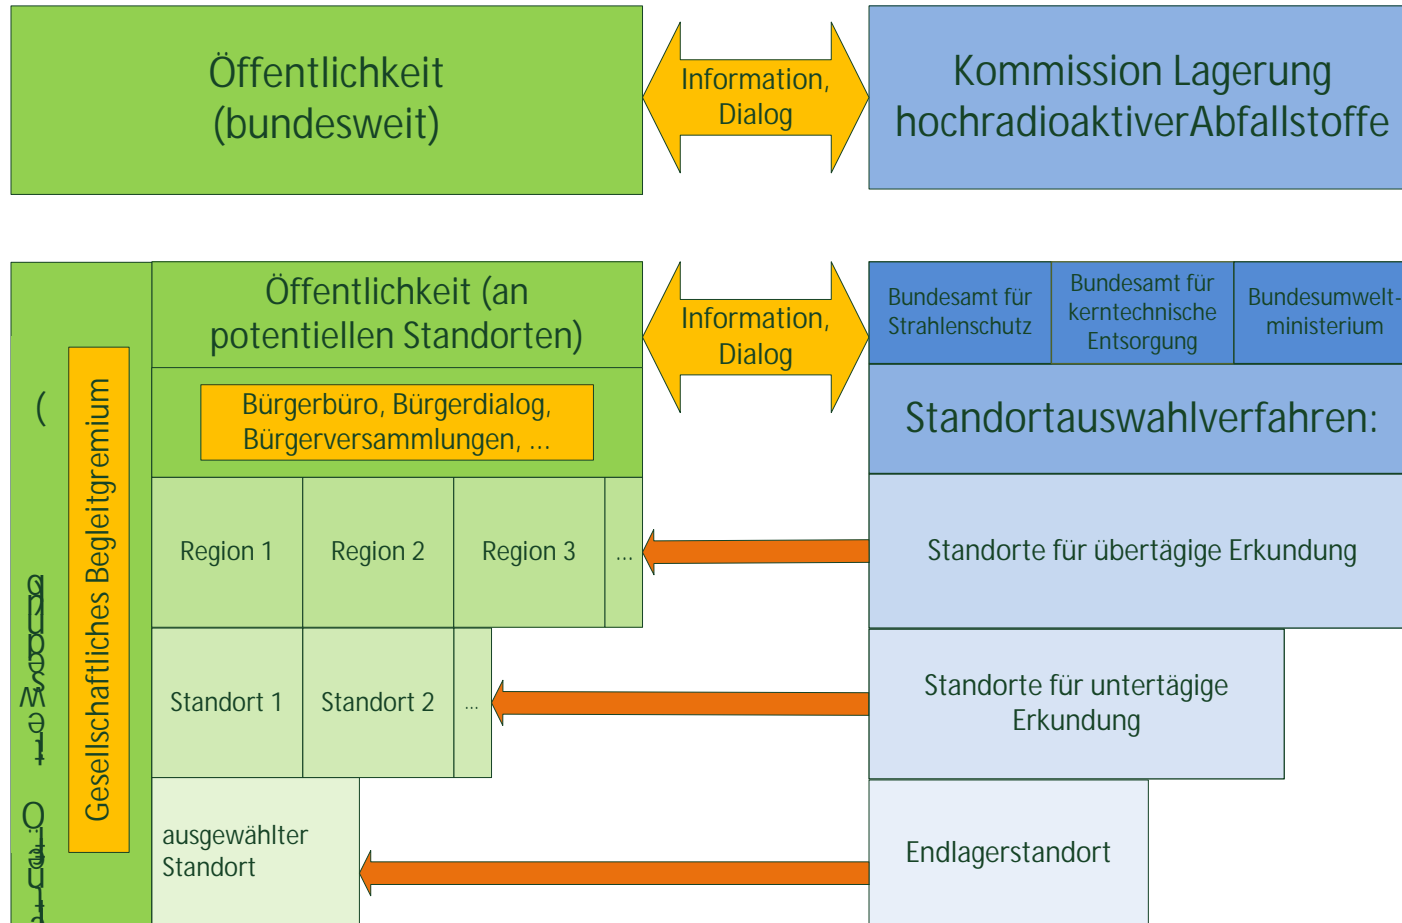 Öffentlichkeit
(bundesweit)
Information,
Dialog
Kommission Lagerung
hochradioaktiverAbfallstoffe
Öffentlichkeit (an
potentiellen Standorten)
Information,
Dialog
Bundesamt für
Strahlenschutz
Bundesamt für
kerntechnische
Entsorgung
Bundesumwelt-
ministerium
Gesellschaftliches Begleitgremium
Bürgerbüro, Bürgerdialog,
Bürgerversammlungen, ...
Standortauswahlverfahren:
Region 1
Region 2
Region 3
...
Standorte für übertägige Erkundung
Standort 1
Standort 2
...
Standorte für untertägige
Erkundung
ausgewählter
Standort
Endlagerstandort